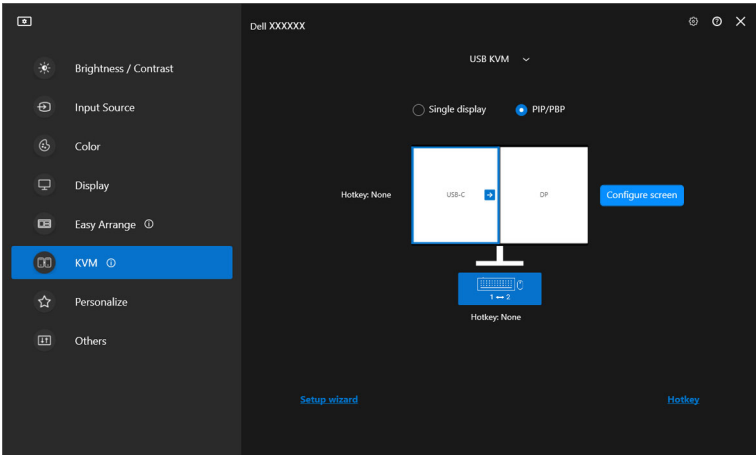 Dell XXXXXX
Brightness / Contrast
Input Source
Color
Display
Easy Arrange
KVM
Personalize
Others
USB KVM
Single display
PIP/PBP
Hotkey: None
USB-C
DP
Configure screen
1 ↔ 2
Hotkey: None
Setup wizard
Hotkey